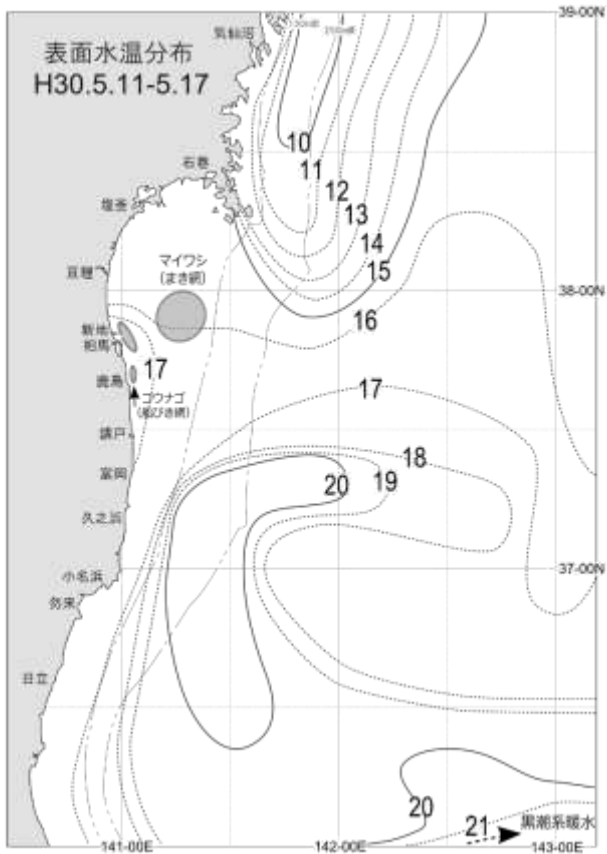 表面水温分布
H30.5.11-5.17
39-00N
気仙沼
10
11
石巻
12
13
塩釜
14
マイワシ
(まき網)
15
亘理
38-00N
16
新地
相馬
17
鹿島
コウナゴ
(船びき網)
17
請戸
18
富岡
19
20
久之浜
37-00N
小名浜
勿来
日立
20
21
黒潮系暖水
141-00E
142-00E
143-00E